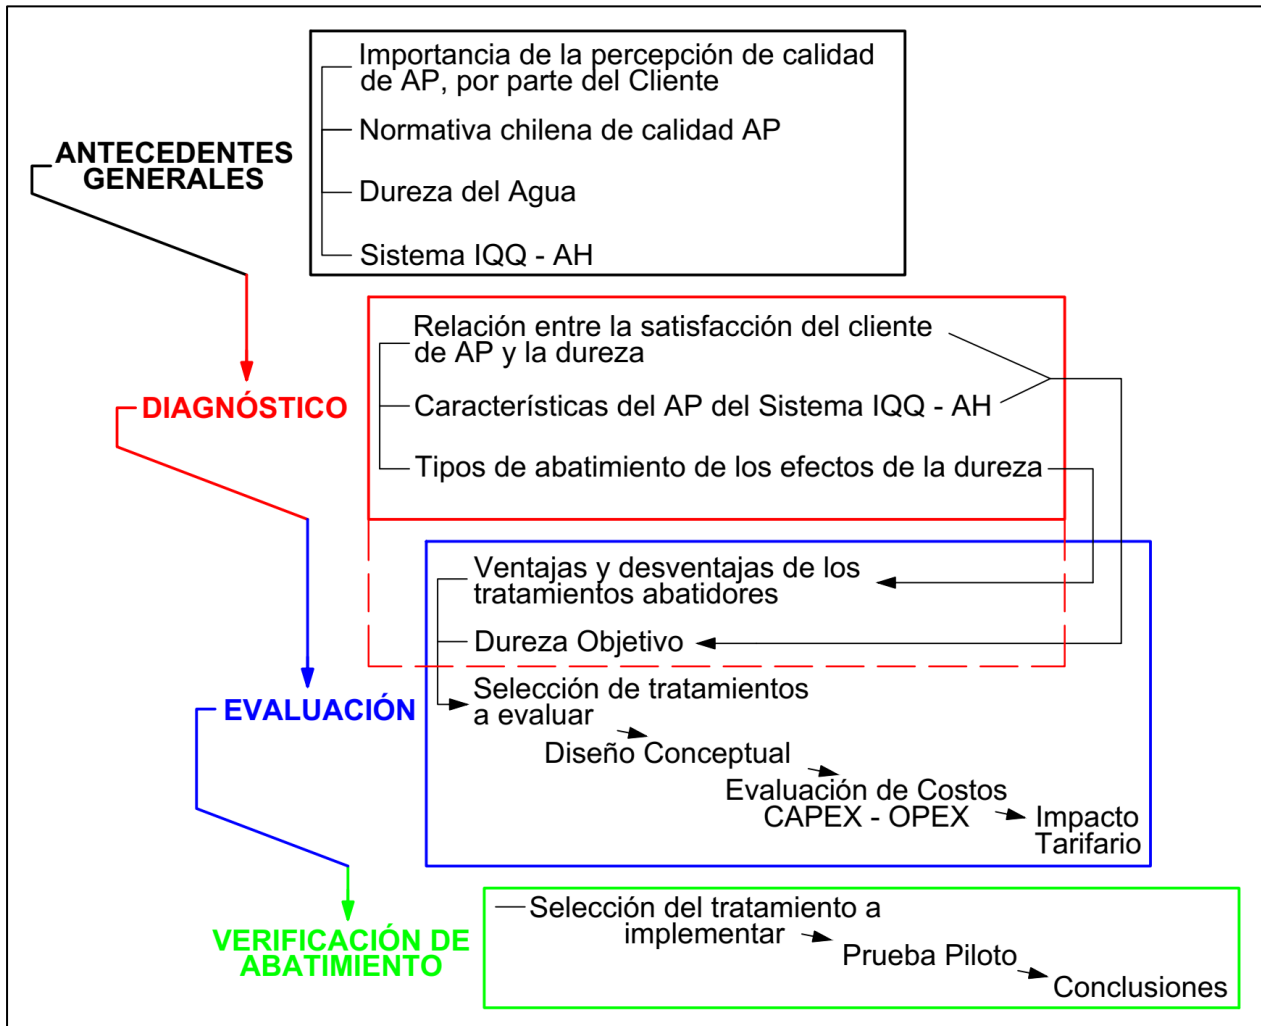 Importancia de la percepción de calidad
de AP, por parte del Cliente
Normativa chilena de calidad AP
ANTECEDENTES
GENERALES
Dureza del Agua
Sistema IQQ - AH
Relación entre la satisfacción del cliente
de AP y la dureza
DIAGNÓSTICO
Características del AP del Sistema IQQ - AH
Tipos de abatimiento de los efectos de la dureza
Ventajas y desventajas de los
tratamientos abatidores
Dureza Objetivo
EVALUACIÓN
Selección de tratamientos
a evaluar
Diseño Conceptual
Evaluación de Costos
CAPEX - OPEX
Impacto
Tarifario
VERIFICACIÓN DE
ABATIMIENTO
Selección del tratamiento a
implementar
Prueba Piloto
Conclusiones